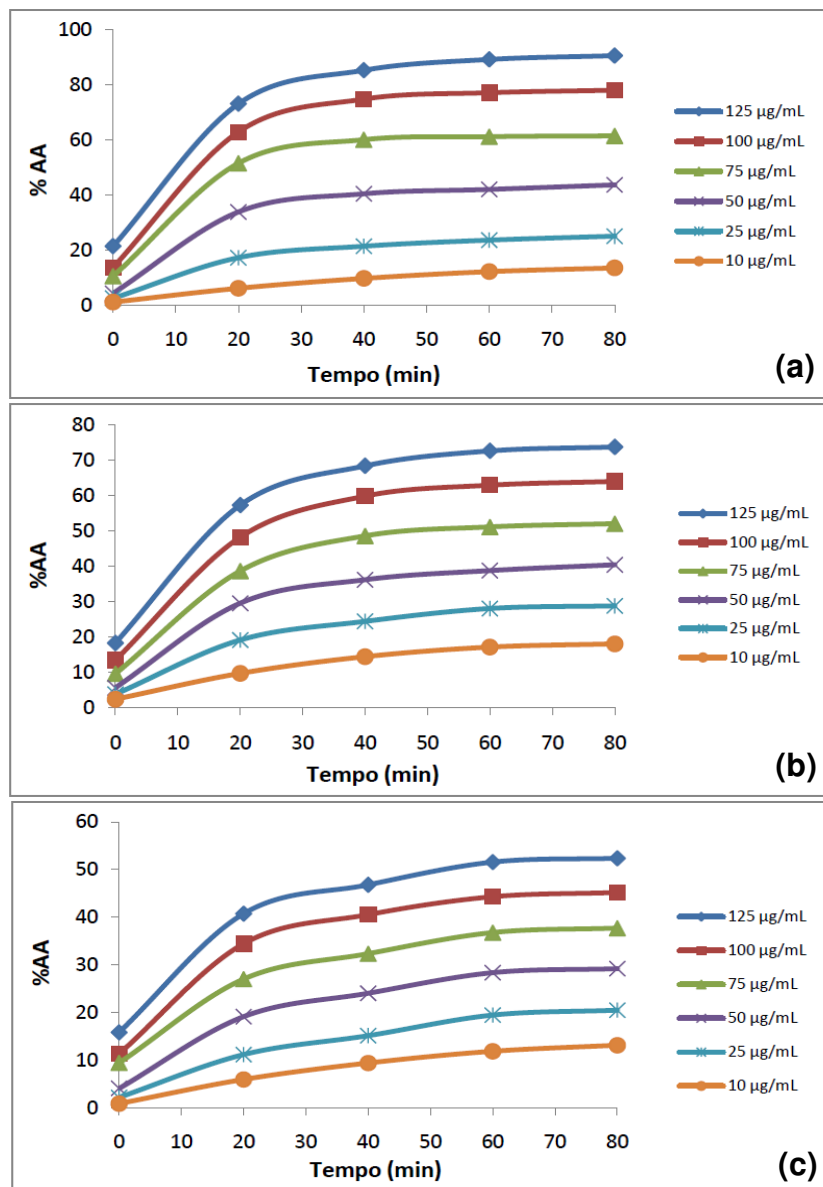 100
80
60
40
20
0
% AA
0 10 20 30 40 50 60 70 80
Tempo (min)
125 µg/mL
100 µg/mL
75 µg/mL
50 µg/mL
25 µg/mL
10 µg/mL
(a)
80
70
60
50
40
30
20
10
0
%AA
0 10 20 30 40 50 60 70 80
Tempo (min)
125 µg/mL
100 µg/mL
75 µg/mL
50 µg/mL
25 µg/mL
10 µg/mL
(b)
60
50
40
30
20
10
0
%AA
0 10 20 30 40 50 60 70 80
Tempo (min)
125 µg/mL
100 µg/mL
75 µg/mL
50 µg/mL
25 µg/mL
10 µg/mL
(c)